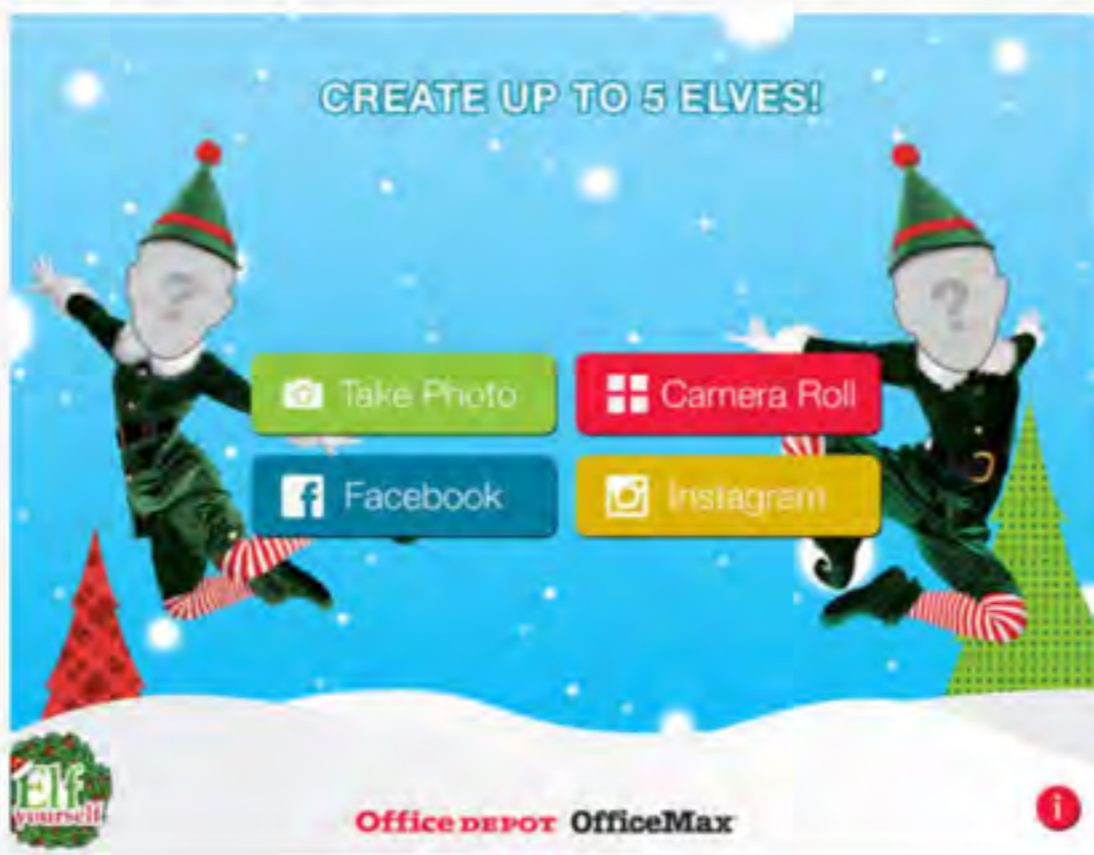 CREATE UP TO 5 ELVES!
?
?
Take Photo
Camera Roll
Facebook
Instagram
Elf
yourself
Office DEPOT OfficeMax
i